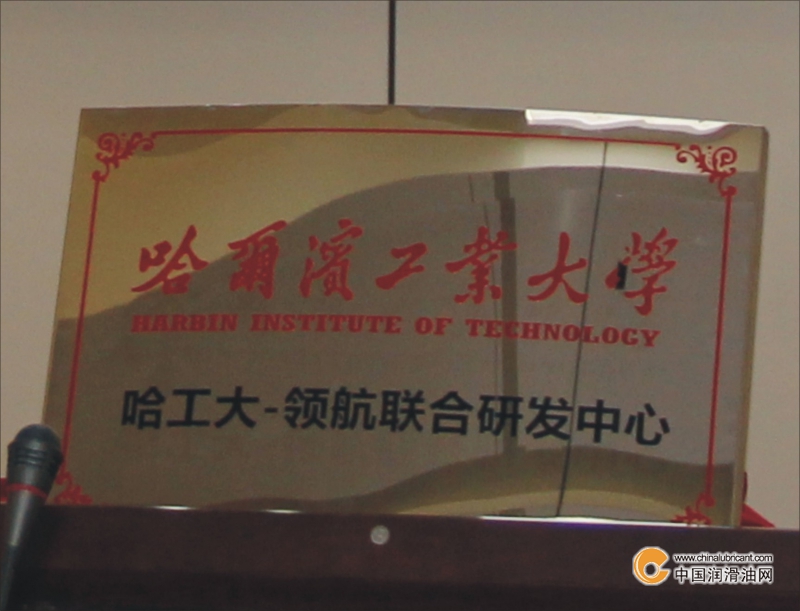 哈爾濱工業大學
HARBIN INSTITUTE OF TECHNOLOGY
哈工大-领航联合研发中心
www.chinalubricant.com
中国润滑油网